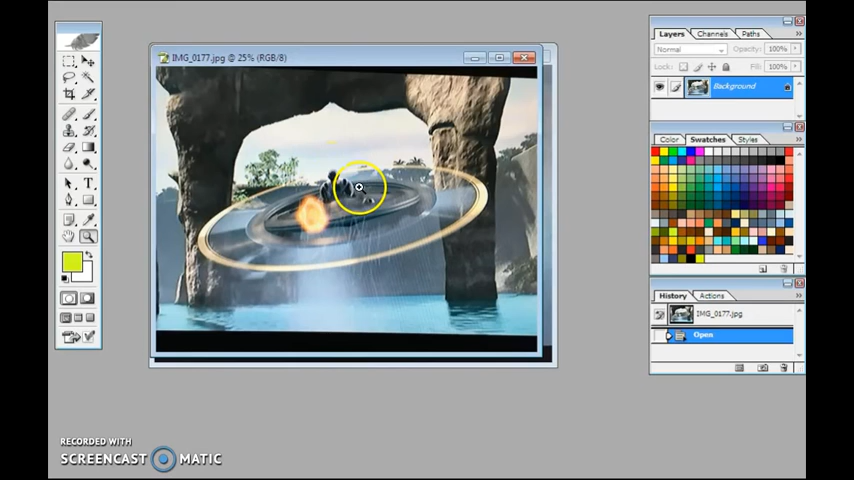 IMG_0177.jpg @ 25% (RGB/8)
Layers Channels Paths
Normal Opacity: 100%
Lock: Fill: 100%
Background
Color Swatches Styles
History Actions
IMG_0177.jpg
Open
T
RECORDED WITH
SCREENCAST MATIC